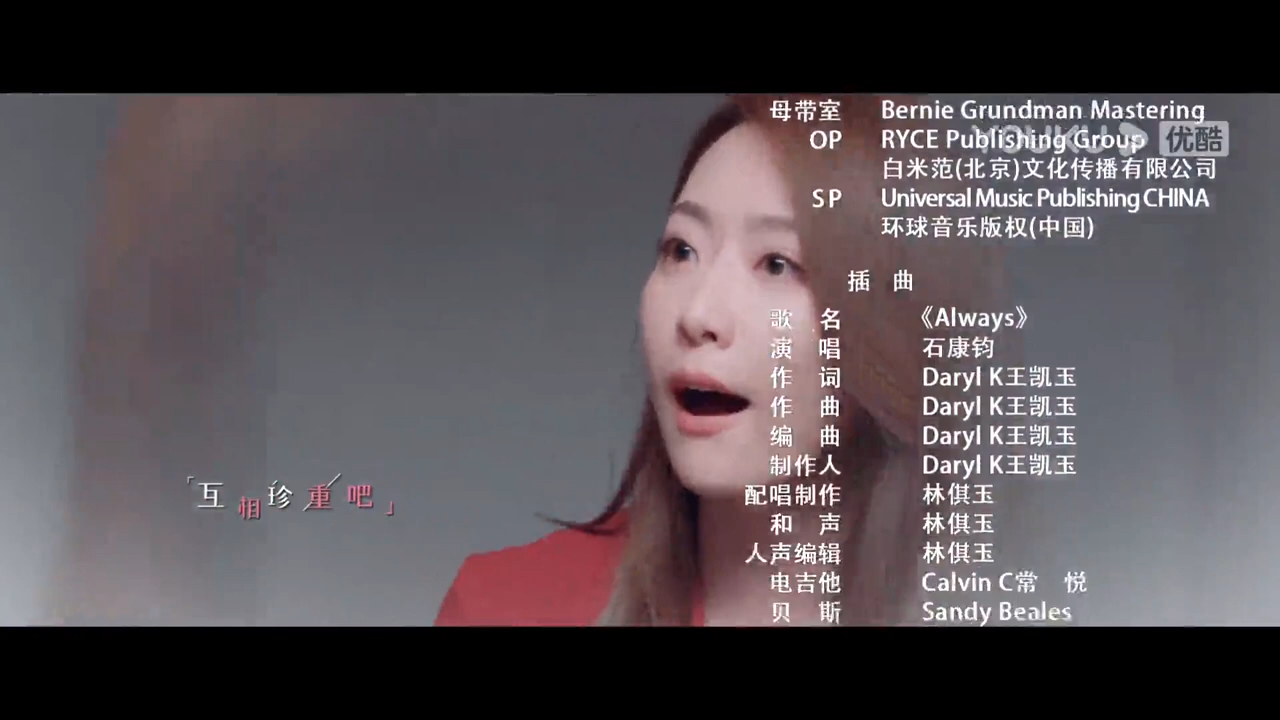 母带室 Bernie Grundman Mastering
YOUKU 优酷
OP RYCE Publishing Group
白米范(北京)文化传播有限公司
SP Universal Music Publishing CHINA
环球音乐版权(中国)
插 曲
歌 名 《Always》
演 唱 石康钧
作 词 Daryl K王凯玉
作 曲 Daryl K王凯玉
编 曲 Daryl K王凯玉
制作人 Daryl K王凯玉
配唱制作 林倛玉
「互相珍重吧」
和 声 林倛玉
人声编辑 林倛玉
电吉他 Calvin C常 悦
贝 斯 Sandy Beales